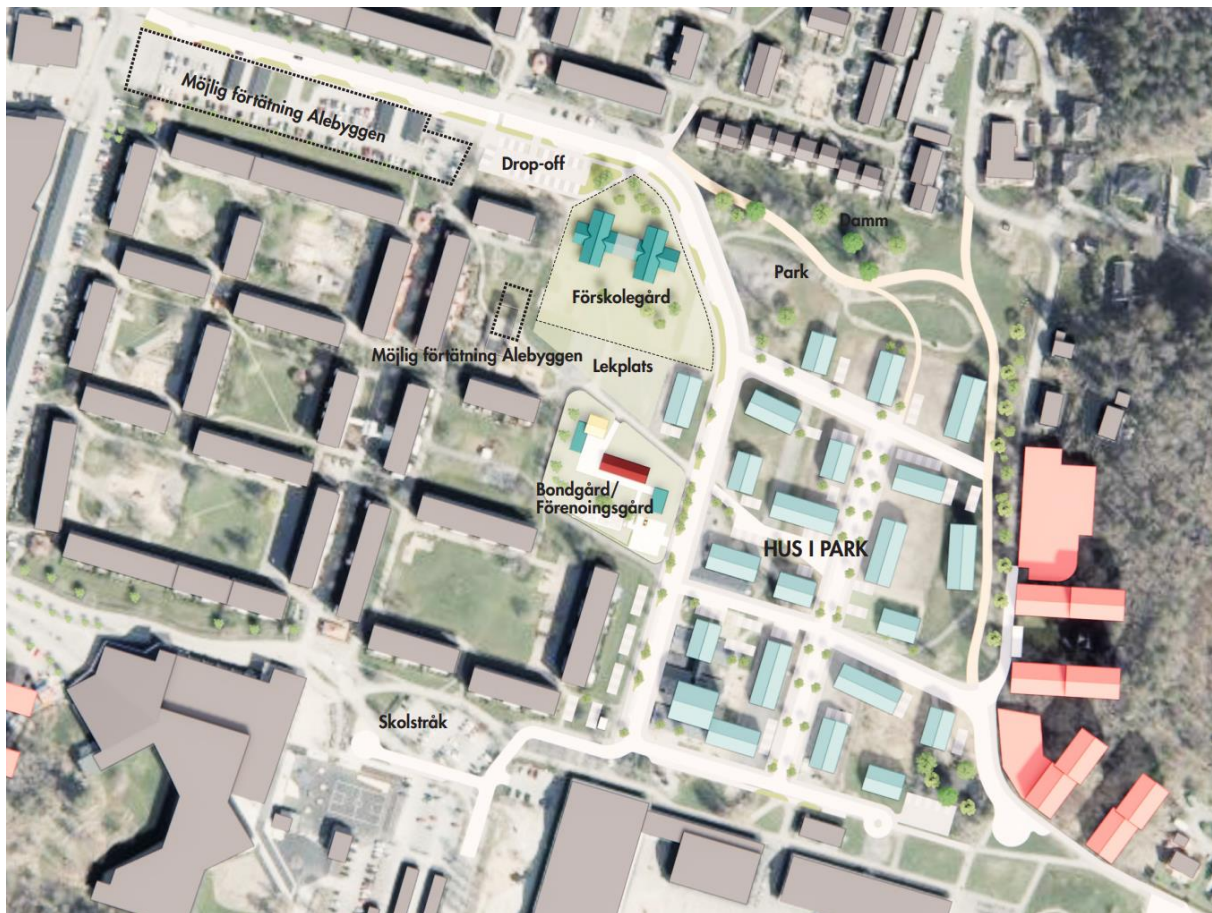 Möjlig förtätning Alebyggen
Drop-off
Damm
Park
Förskolegård
Möjlig förtätning Alebyggen
Lekplats
Bondgård/
Förenoingsgård
HUS I PARK
Skolstråk